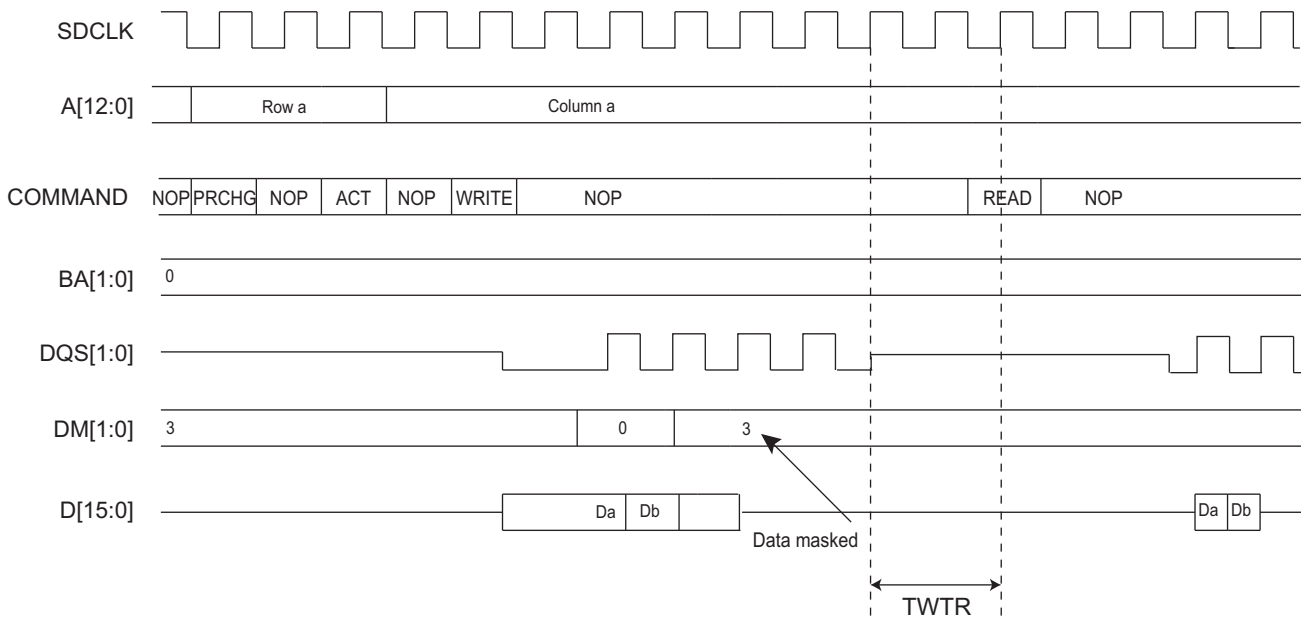 SDCLK
A[12:0] Row a Column a
COMMAND NOP PRCHG NOP ACT NOP WRITE NOP READ NOP
BA[1:0] 0
DQS[1:0]
DM[1:0] 3 0 3
D[15:0] Da Db Da Db
Data masked
TWTR